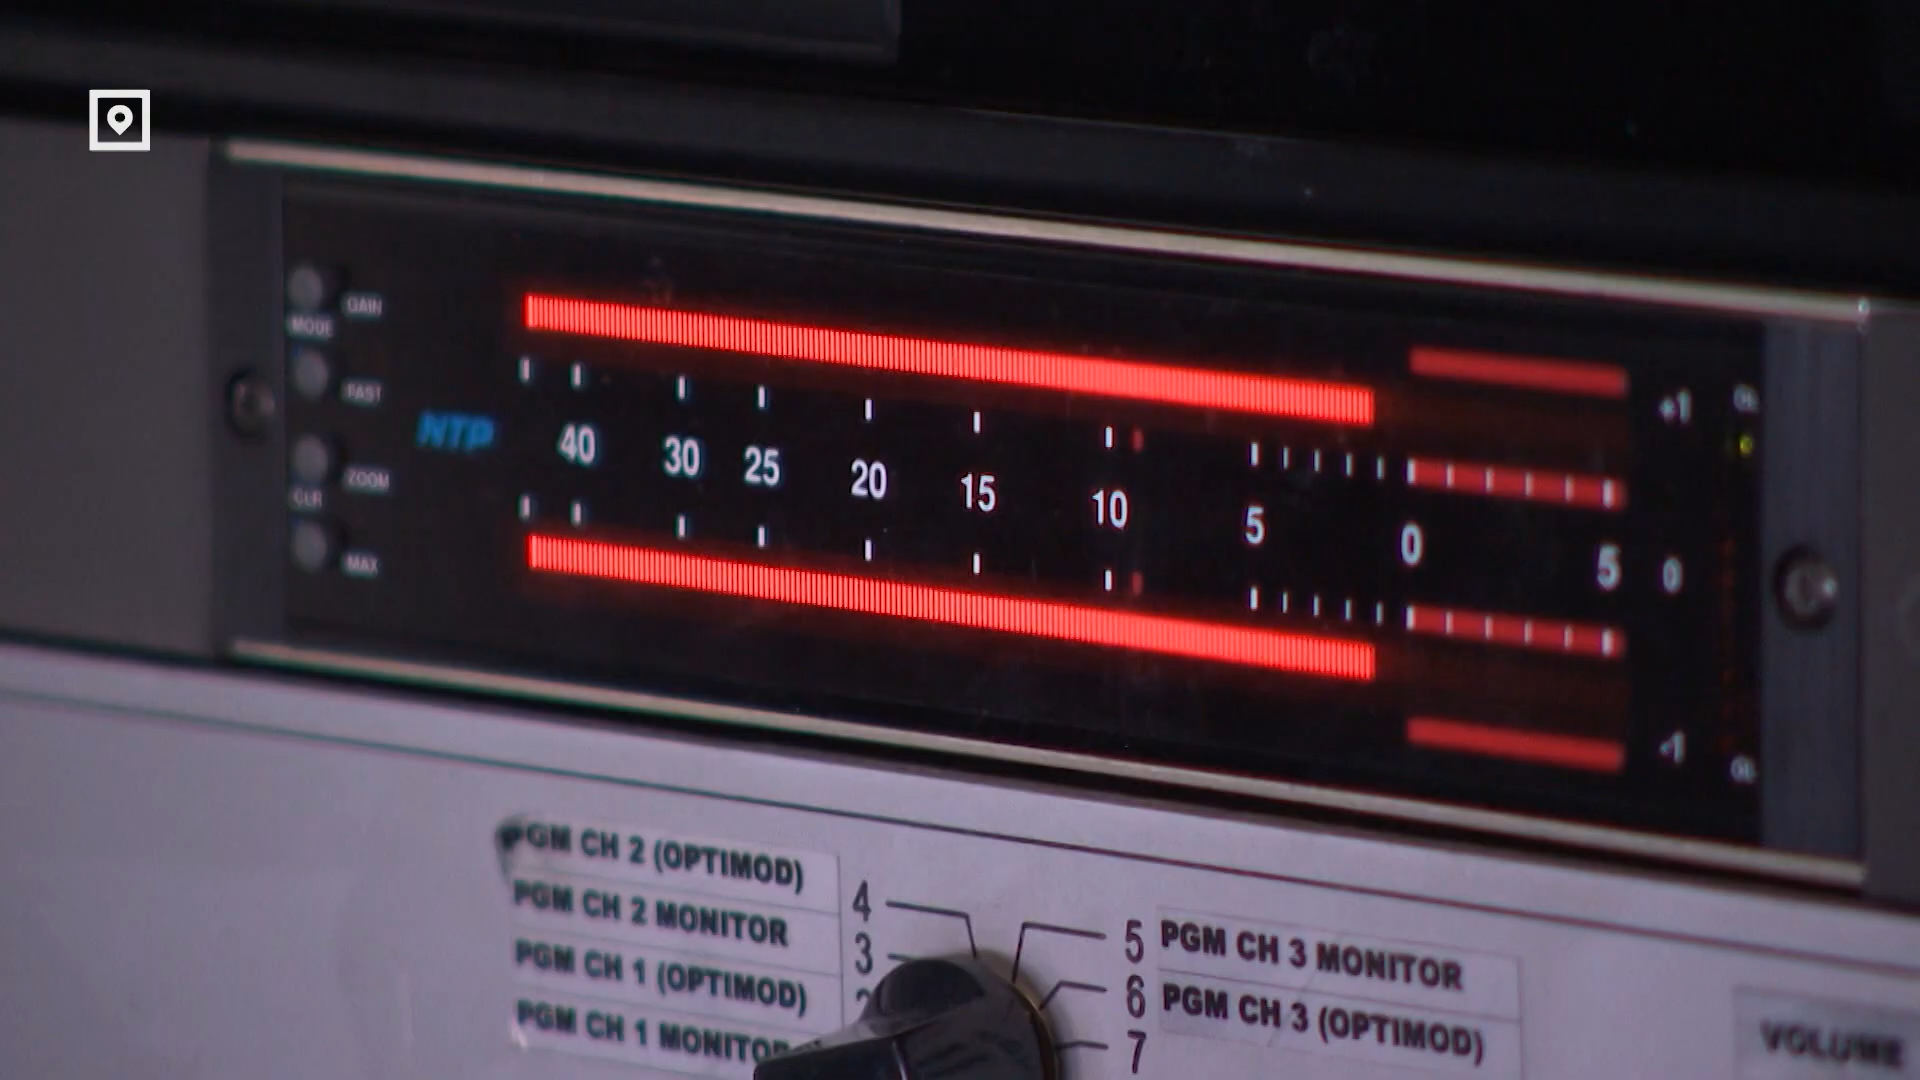 GAIN
MODE
FAST
NTP
ZOOM
CLR
MAX
40 30 25 20 15 10 5 0 5
+1
0
-1
PGM CH 2 (OPTIMOD) 4
PGM CH 2 MONITOR 3
PGM CH 1 (OPTIMOD)
PGM CH 1 MONITOR
5 PGM CH 3 MONITOR
6 PGM CH 3 (OPTIMOD)
7
VOLUME